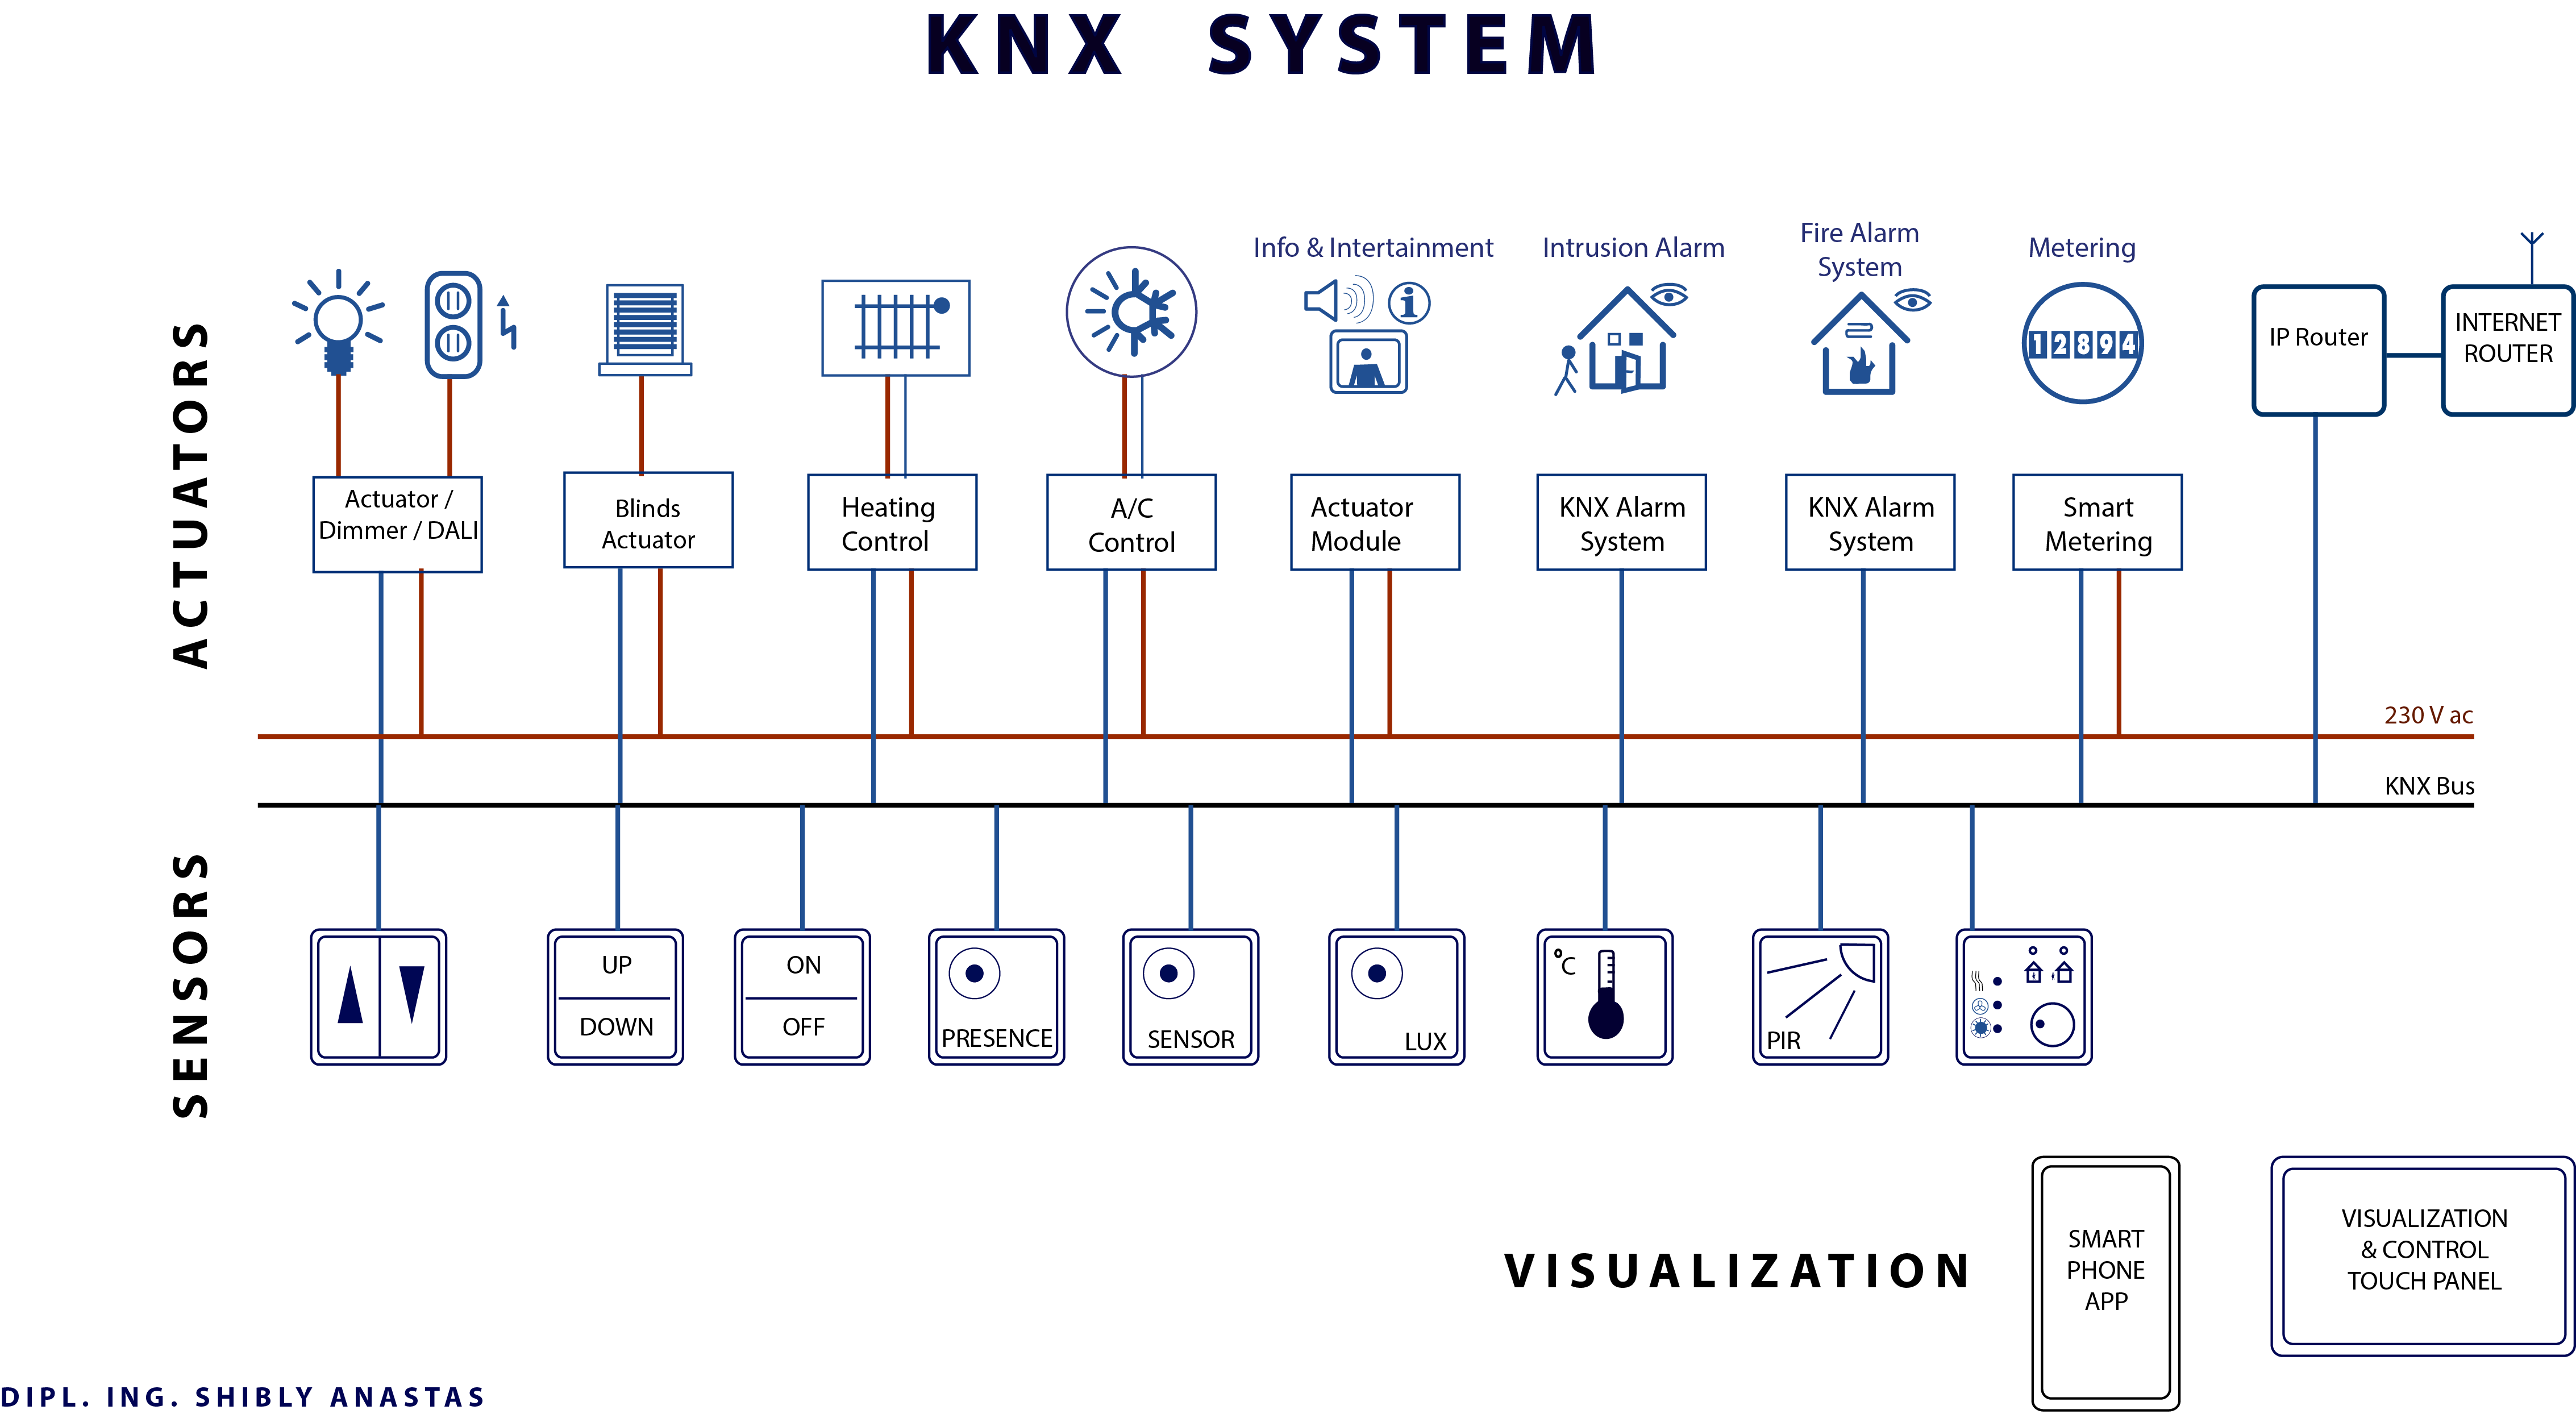 KNX SYSTEM
Info & Intertainment
Intrusion Alarm
Fire Alarm
System
Metering
12894
IP Router
INTERNET
ROUTER
ACTUATORS
Actuator /
Dimmer / DALI
Blinds
Actuator
Heating
Control
A/C
Control
Actuator
Module
KNX Alarm
System
KNX Alarm
System
Smart
Metering
230 V ac
KNX Bus
SENSORS
UP
DOWN
ON
OFF
PRESENCE
SENSOR
LUX
°C
PIR
VISUALIZATION
SMART
PHONE
APP
VISUALIZATION
& CONTROL
TOUCH PANEL
DIPL. ING. SHIBLY ANASTAS